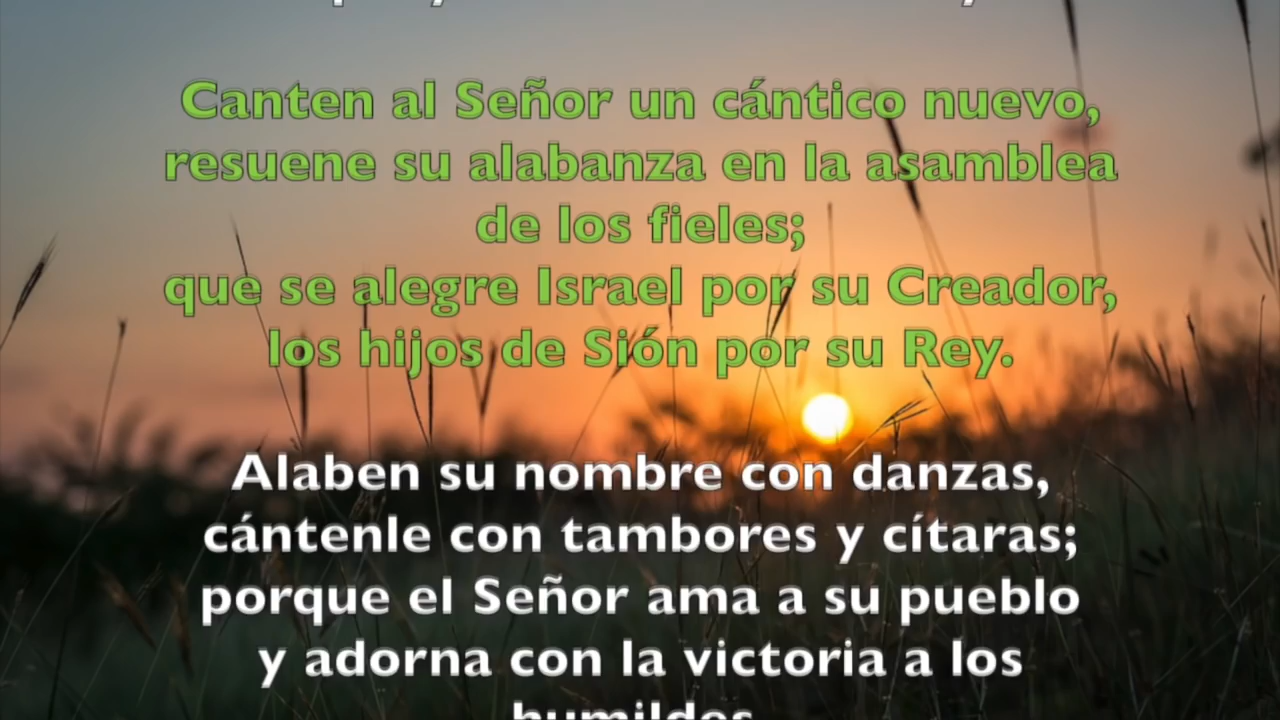 Canten al Señor un cántico nuevo,
resuene su alabanza en la asamblea
de los fieles;
que se alegre Israel por su Creador,
los hijos de Sión por su Rey.
Alaben su nombre con danzas,
cántenle con tambores y cítaras;
porque el Señor ama a su pueblo
y adorna con la victoria a los
humildes